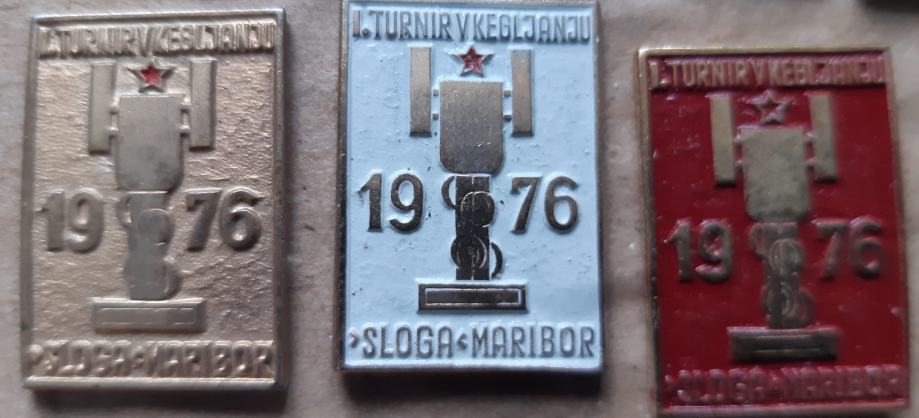 I. TURNIR V KEGLJANJU
1976
>SLOGA< MARIBOR
I. TURNIR V KEGLJANJU
1976
>SLOGA< MARIBOR
I. TURNIR V KEGLJANJU
1976
>SLOGA< MARIBOR